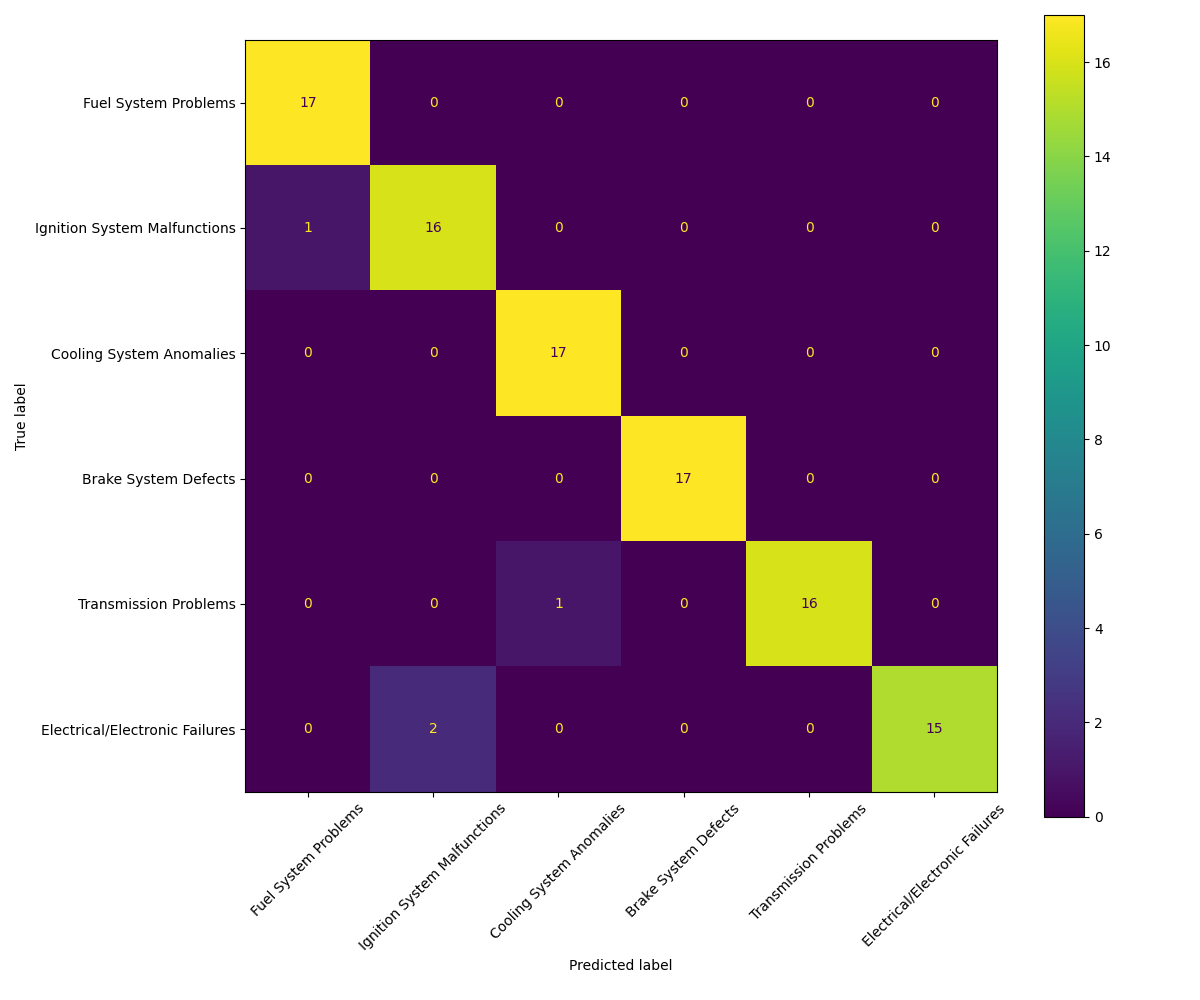 Fuel System Problems 17 0 0 0 0 0
Ignition System Malfunctions 1 16 0 0 0 0
Cooling System Anomalies 0 0 17 0 0 0
Brake System Defects 0 0 0 17 0 0
Transmission Problems 0 0 1 0 16 0
Electrical/Electronic Failures 0 2 0 0 0 15
True label
Fuel System Problems
Ignition System Malfunctions
Cooling System Anomalies
Brake System Defects
Transmission Problems
Electrical/Electronic Failures
Predicted label
16
14
12
10
8
6
4
2
0